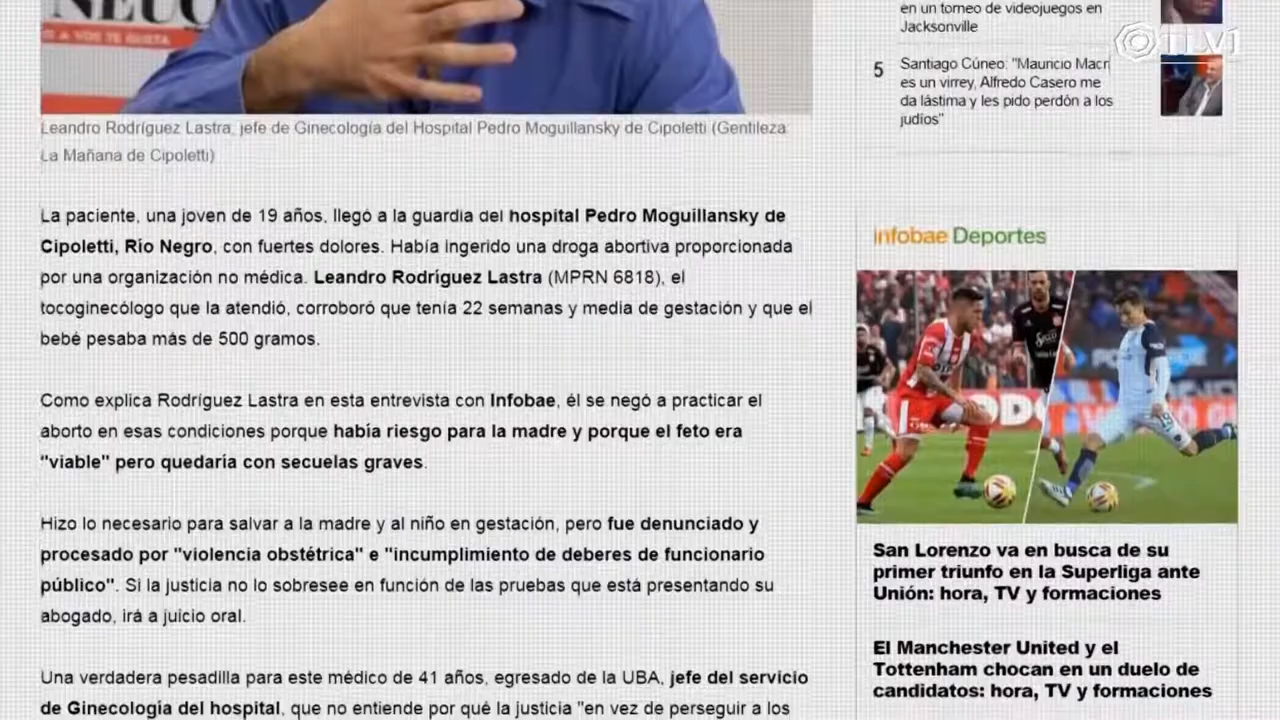 NEUQ
O A VOS TE GUSTA
Leandro Rodríguez Lastra, jefe de Ginecología del Hospital Pedro Moguillansky de Cipoletti (Gentileza
La Mañana de Cipoletti)
La paciente, una joven de 19 años, llegó a la guardia del hospital Pedro Moguillansky de
Cipoletti, Río Negro, con fuertes dolores. Había ingerido una droga abortiva proporcionada
por una organización no médica. Leandro Rodríguez Lastra (MPRN 6818), el
tocoginecólogo que la atendió, corroboró que tenía 22 semanas y media de gestación y que el
bebé pesaba más de 500 gramos.
Como explica Rodríguez Lastra en esta entrevista con Infobae, él se negó a practicar el
aborto en esas condiciones porque había riesgo para la madre y porque el feto era
"viable" pero quedaría con secuelas graves.
Hizo lo necesario para salvar a la madre y al niño en gestación, pero fue denunciado y
procesado por "violencia obstétrica" e "incumplimiento de deberes de funcionario
público". Si la justicia no lo sobresee en función de las pruebas que está presentando su
abogado, irá a juicio oral.
Una verdadera pesadilla para este médico de 41 años, egresado de la UBA, jefe del servicio
de Ginecología del hospital, que no entiende por qué la justicia "en vez de perseguir a los
en un torneo de videojuegos en
Jacksonville
5
Santiago Cúneo: "Mauricio Macri
es un virrey, Alfredo Casero me
da lástima y les pido perdón a los
judíos"
infobae Deportes
San Lorenzo va en busca de su
primer triunfo en la Superliga ante
Unión: hora, TV y formaciones
El Manchester United y el
Tottenham chocan en un duelo de
candidatos: hora, TV y formaciones